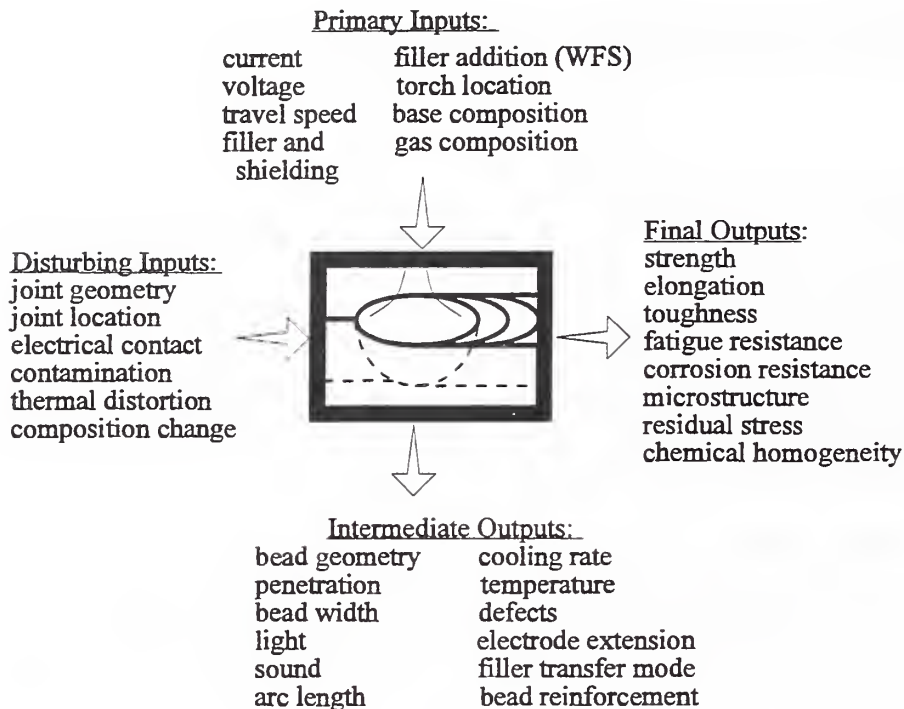 Primary Inputs:
current filler addition (WFS)
voltage torch location
travel speed base composition
filler and gas composition
shielding
Disturbing Inputs:
joint geometry
joint location
electrical contact
contamination
thermal distortion
composition change
Final Outputs:
strength
elongation
toughness
fatigue resistance
corrosion resistance
microstructure
residual stress
chemical homogeneity
Intermediate Outputs:
bead geometry cooling rate
penetration temperature
bead width defects
light electrode extension
sound filler transfer mode
arc length bead reinforcement